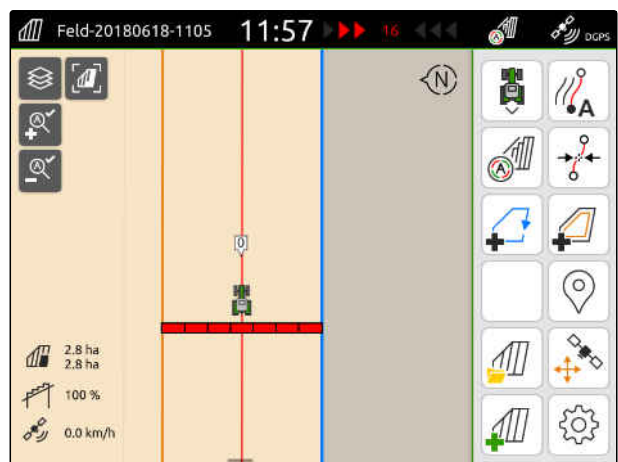 Feld-20180618-1105 11:57 16 A DGPS
A N A
A A
0
2.8 ha
2.8 ha
100 %
0.0 km/h